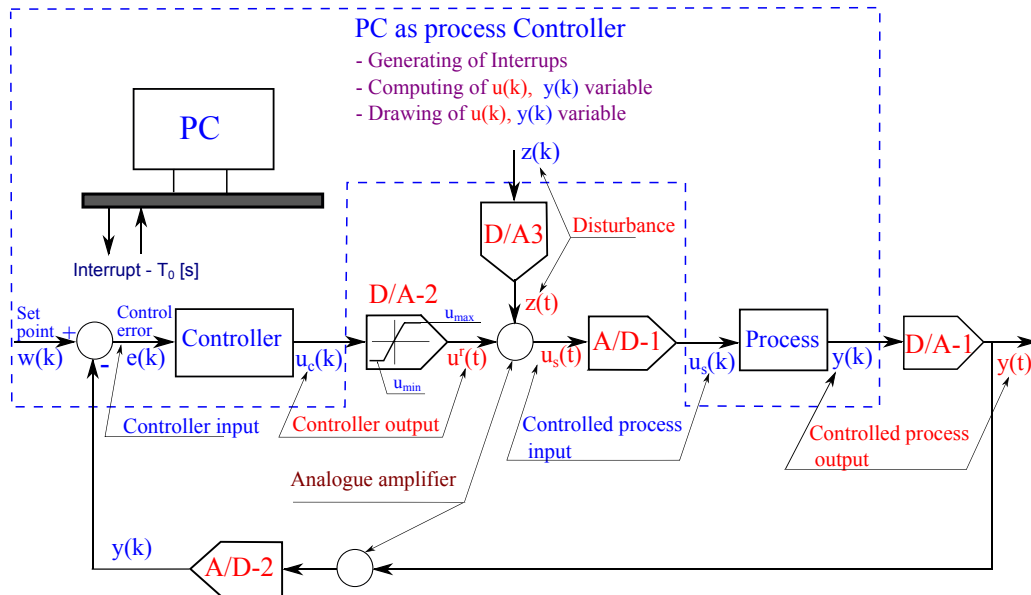 PC as process Controller
- Generating of Interrups
- Computing of u(k), y(k) variable
- Drawing of u(k), y(k) variable
PC
z(k)
D/A3
Disturbance
Interrupt - T₀ [s]
D/A-2
z(t)
Set
point
+
w(k)
-
Control
error
e(k)
Controller
u_c(k)
u_max
u_min
u^r(t)
u_s(t)
A/D-1
u_s(k)
Process
y(k)
D/A-1
y(t)
Controller input
Controller output
Controlled process
input
Controlled process
output
Analogue amplifier
y(k)
A/D-2